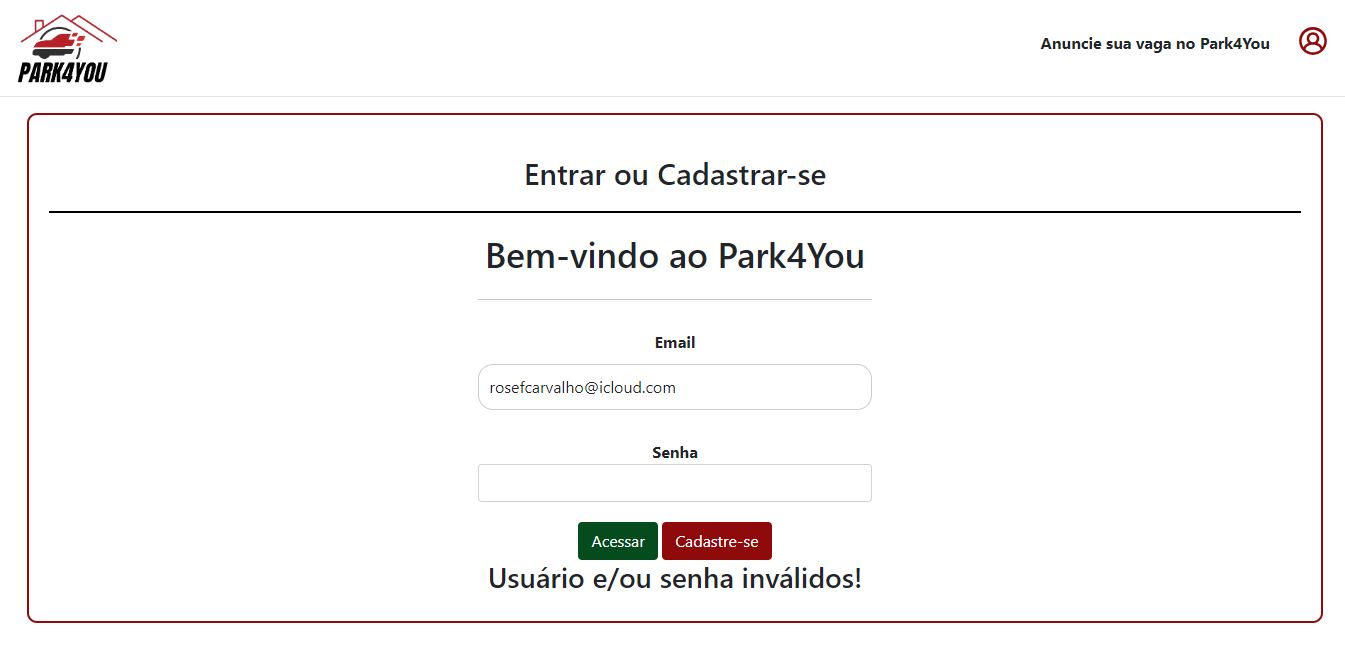 PARK4YOU
Anuncie sua vaga no Park4You
Entrar ou Cadastrar-se
Bem-vindo ao Park4You
Email
rosefcarvalho@icloud.com
Senha
Acessar Cadastre-se
Usuário e/ou senha inválidos!